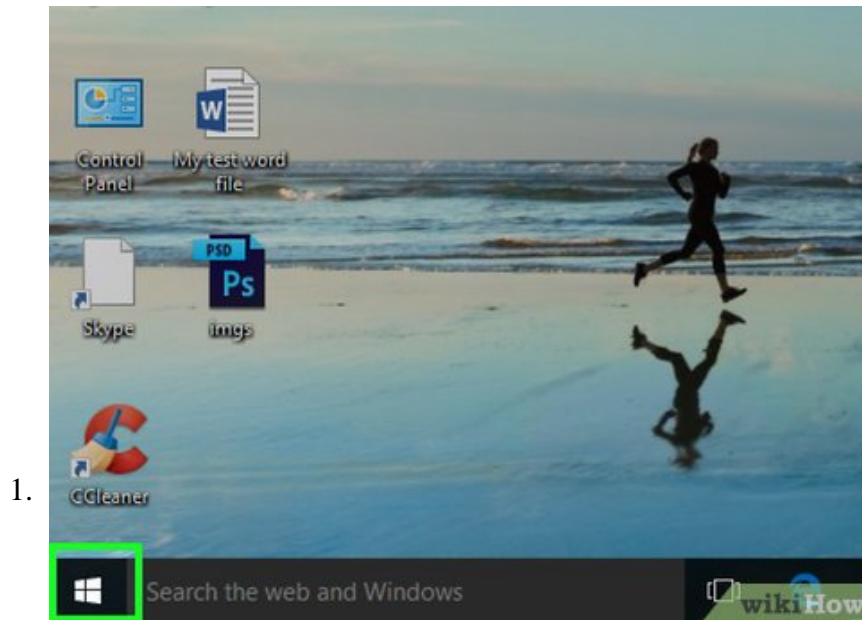 Control
Panel
My test word
file
W
PSD
Ps
Skype
imgs
CCleaner
1.
Search the web and Windows
wikiHow